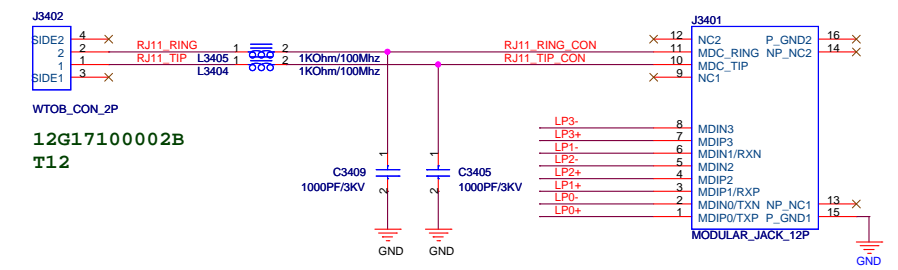 J3402
SIDE2 4
2 2
1 1
SIDE1 3
WTOB_CON_2P
12G17100002B
T12
RJ11_RING
RJ11_TIP
1 L3405 2 1KOhm/100Mhz
1 L3404 2 1KOhm/100Mhz
RJ11_RING_CON
RJ11_TIP_CON
1
C3409
1000PF/3KV
2
GND
1
C3405
1000PF/3KV
2
GND
J3401
12 NC2 P_GND2 16
11 MDC_RING NP_NC2 14
10 MDC_TIP
9 NC1
LP3- 8 MDIN3
LP3+ 7 MDIP3
LP1- 6 MDIN1/RXN
LP2- 5 MDIN2
LP2+ 4 MDIP2
LP1+ 3 MDIP1/RXP
LP0- 2 MDIN0/TXN NP_NC1 13
LP0+ 1 MDIP0/TXP P_GND1 15
MODULAR_JACK_12P
GND